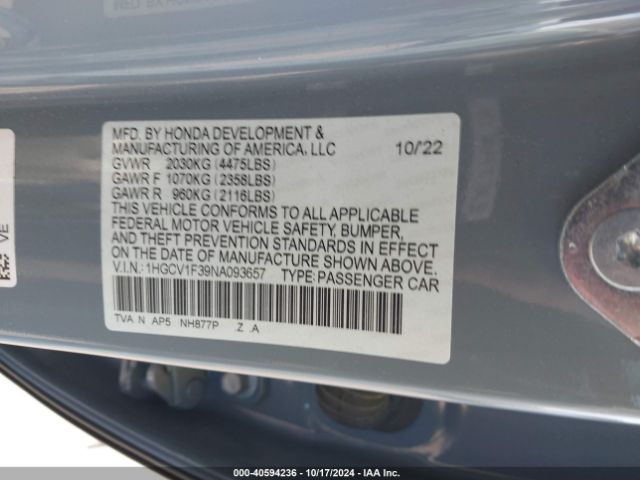 MFD. BY HONDA DEVELOPMENT &
MANUFACTURING OF AMERICA, LLC 10/22
GVWR 2030KG (4475LBS)
GAWR F 1070KG (2358LBS)
GAWR R 960KG (2116LBS)
THIS VEHICLE CONFORMS TO ALL APPLICABLE
FEDERAL MOTOR VEHICLE SAFETY, BUMPER,
AND THEFT PREVENTION STANDARDS IN EFFECT
ON THE DATE OF MANUFACTURE SHOWN ABOVE.
V.I.N.: 1HGCV1F39NA093657 TYPE: PASSENGER CAR
TVA N AP5 NH877P Z .A
VE
000-40594236 - 10/17/2024 - IAA Inc.